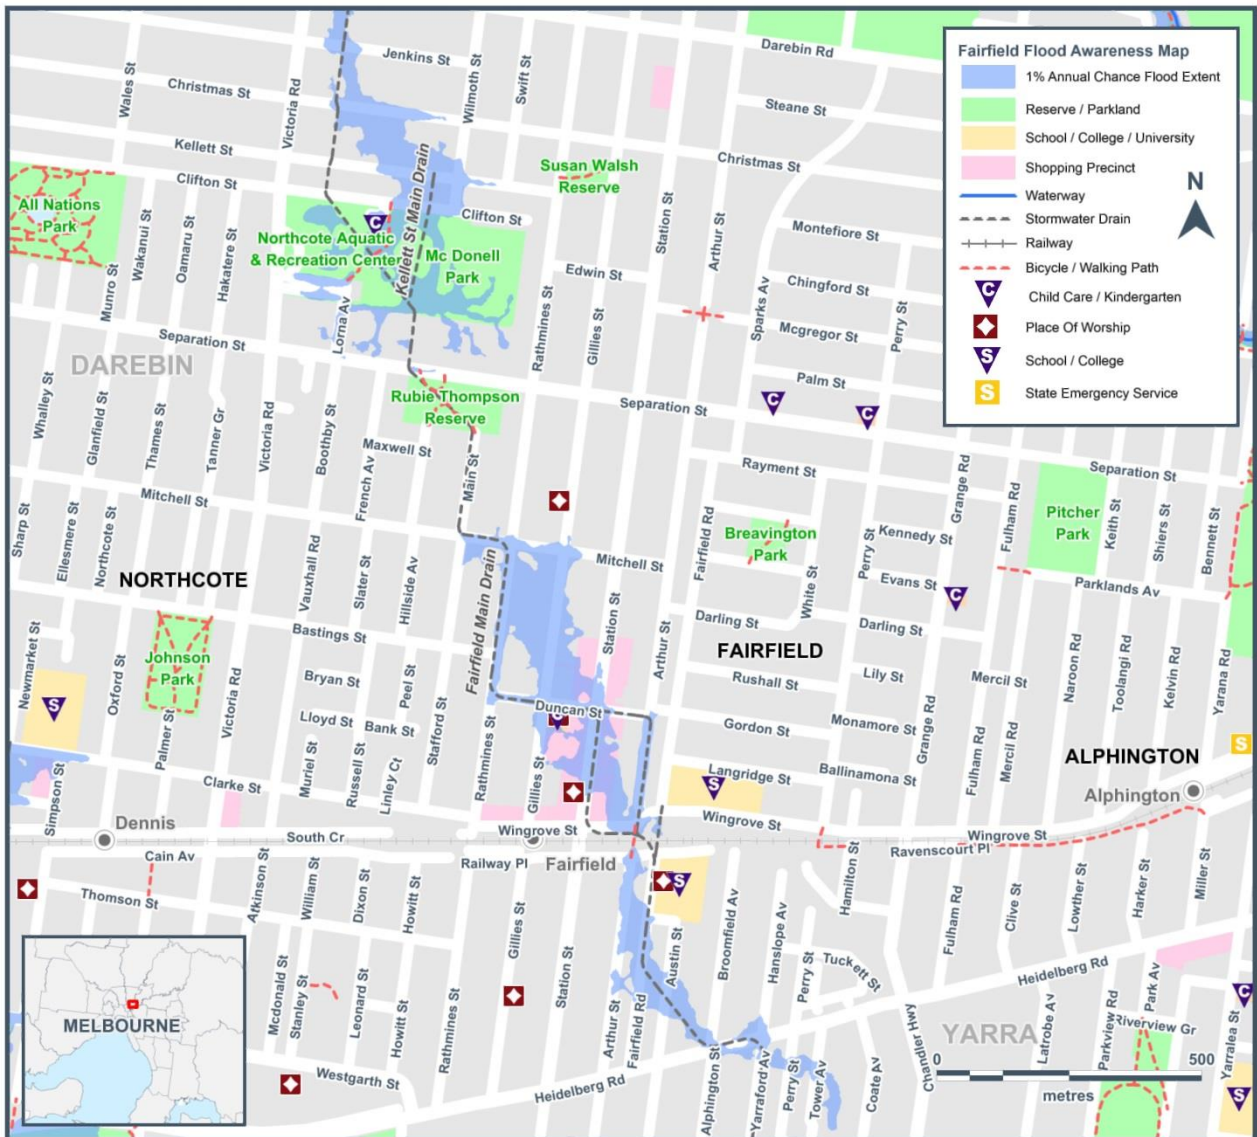 Fairfield Flood Awareness Map
1% Annual Chance Flood Extent
Reserve / Parkland
School / College / University
Shopping Precinct
Waterway
Stormwater Drain
Railway
Bicycle / Walking Path
C Child Care / Kindergarten
Place Of Worship
S School / College
S State Emergency Service
N
Darebin Rd
Jenkins St
Wilmoth St
Swift St
Wales St
Christmas St
Victoria Rd
Steane St
Kellett St
Christmas St
Clifton St
Kellett St Main Drain
Susan Walsh
Reserve
All Nations
Park
C
Clifton St
Station St
Arthur St
Montefiore St
Wakanui St
Oamaru St
Hakatere St
Northcote Aquatic
& Recreation Center
Mc Donell
Park
Edwin St
Chingford St
Munro St
Lorna Av
Rathmines St
Gillies St
Sparks Av
Mcgregor St
Perry St
Separation St
DAREBIN
Palm St
Rubie Thompson
Reserve
Separation St
C
C
Whalley St
Glanfield St
Thames St
Tanner Gr
Victoria Rd
Boothby St
French Av
Maxwell St
Main St
Rayment St
Grange Rd
Separation St
Mitchell St
Fulham Rd
Pitcher
Park
Keith St
Shiers St
Bennett St
Sharp St
Ellesmere St
Northcote St
Fairfield Rd
Breavington
Park
Kennedy St
Perry St
Mitchell St
Vauxhall Rd
Slater St
Hillside Av
Fairfield Main Drain
NORTHCOTE
Evans St
C
Parklands Av
White St
Station St
Arthur St
Darling St
Darling St
Bastings St
Newmarket St
Oxford St
Johnson
Park
Victoria Rd
FAIRFIELD
Bryan St
Peel St
Rushall St
Lily St
Mercil St
Naroon Rd
Toolangi Rd
Kelvin Rd
Yarana Rd
S
Palmer St
Lloyd St
Bank St
Stafford St
Duncan St
C
Gordon St
Monamore St
Grange Rd
Fulham Rd
Mercil Rd
Muriel St
Russell St
Linley Ct
Rathmines St
Gillies St
Langridge St
S
Ballinamona St
ALPHINGTON
S
Alphington
Simpson St
Clarke St
Dennis
South Cr
Wingrove St
Wingrove St
Wingrove St
Ravenscourt Pl
Cain Av
Railway Pl
Fairfield
Thomson St
Atkinson St
William St
Dixon St
Howitt St
S
Hamilton St
Fulham Rd
Clive St
Lowther St
Harker St
Miller St
Gillies St
Station St
Austin St
Broomfield Av
Hanslope Av
Perry St
Tuckett St
Heidelberg Rd
Mcdonald St
Stanley St
Leonard St
Howitt St
Rathmines St
Arthur St
Fairfield Rd
Park Av
C
MELBOURNE
Chandler Hwy
YARRA
Latrobe Av
Parkview Rd
Riverview Gr
Yarralea St
Westgarth St
Heidelberg Rd
Alphington St
Yarraford Av
Perry St
Tower Av
Coate Av
0
500
metres
S